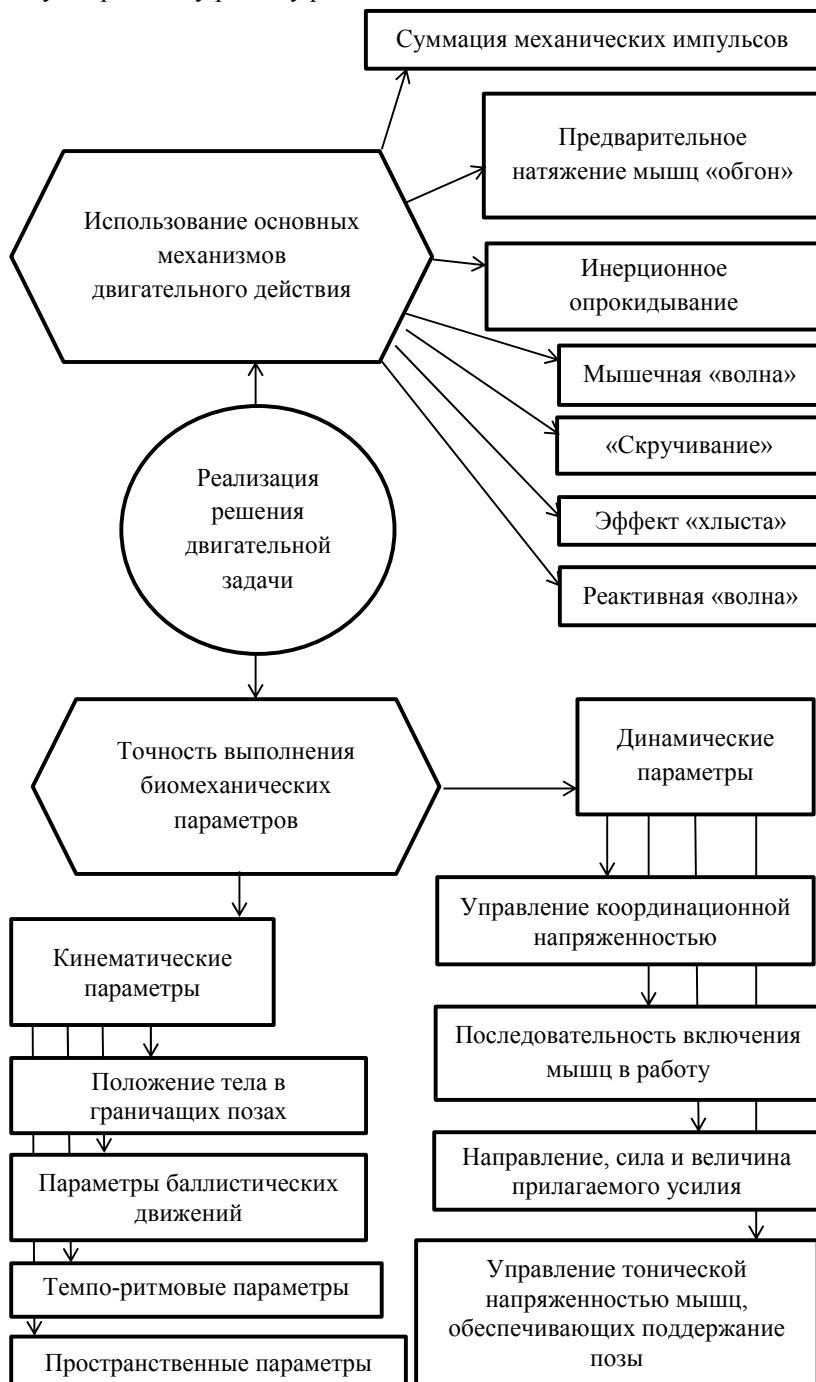 Суммация механических импульсов
Предварительное
натяжение мышц «обгон»
Использование основных
механизмов
двигательного действия
Инерционное
опрокидывание
Мышечная «волна»
«Скручивание»
Эффект «хлыста»
Реактивная «волна»
Реализация
решения
двигательной
задачи
Точность выполнения
биомеханических
параметров
Динамические
параметры
Управление координационной
напряженностью
Последовательность включения
мышц в работу
Направление, сила и величина
прилагаемого усилия
Управление тонической
напряженностью мышц,
обеспечивающих поддержание
позы
Кинематические
параметры
Положение тела в
граничащих позах
Параметры баллистических
движений
Темпо-ритмовые параметры
Пространственные параметры